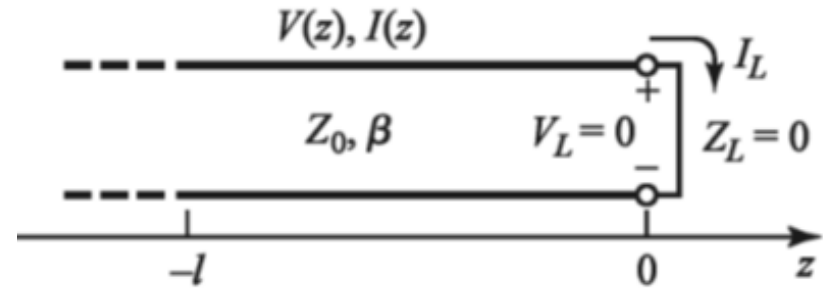 V(z), I(z)
I_L
+
Z_0, β
V_L = 0
Z_L = 0
−
−l
0
z